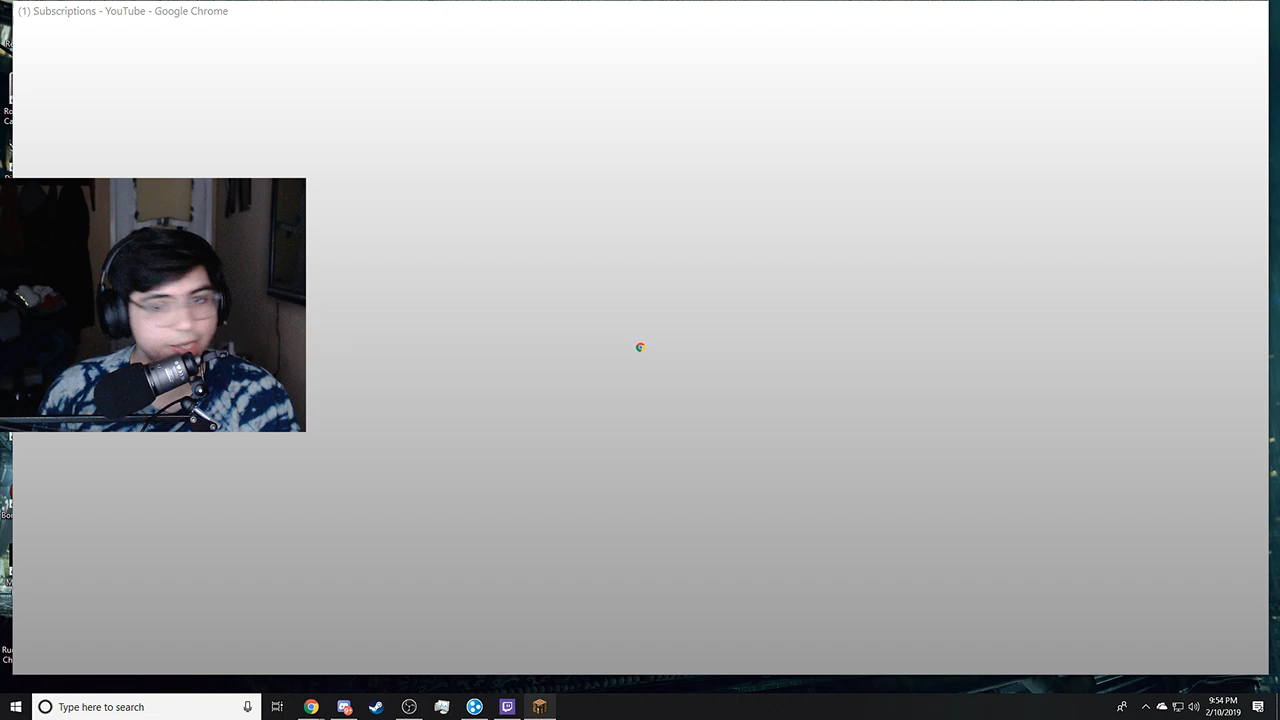 (1) Subscriptions - YouTube - Google Chrome
Type here to search
9:54 PM
2/10/2019